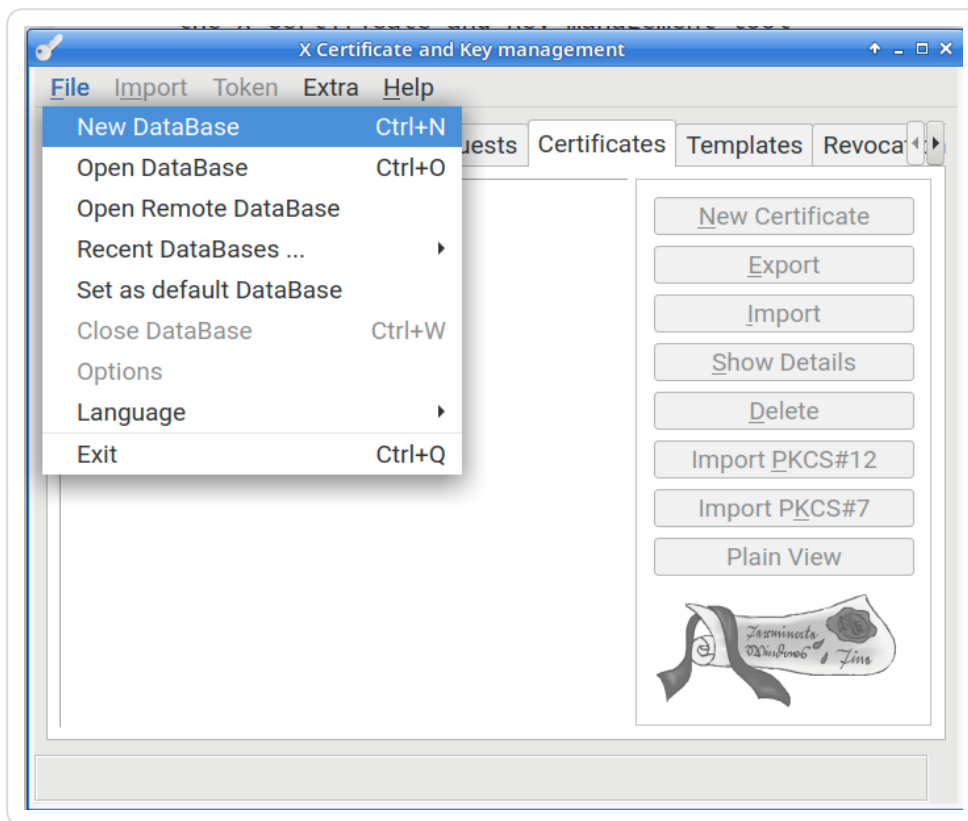 X Certificate and Key management
File Import Token Extra Help
New DataBase Ctrl+N
Open DataBase Ctrl+O
Open Remote DataBase
Recent DataBases ...
Set as default DataBase
Close DataBase Ctrl+W
Options
Language
Exit Ctrl+Q
Certificates Templates
New Certificate
Export
Import
Show Details
Delete
Import PKCS#12
Import PKCS#7
Plain View